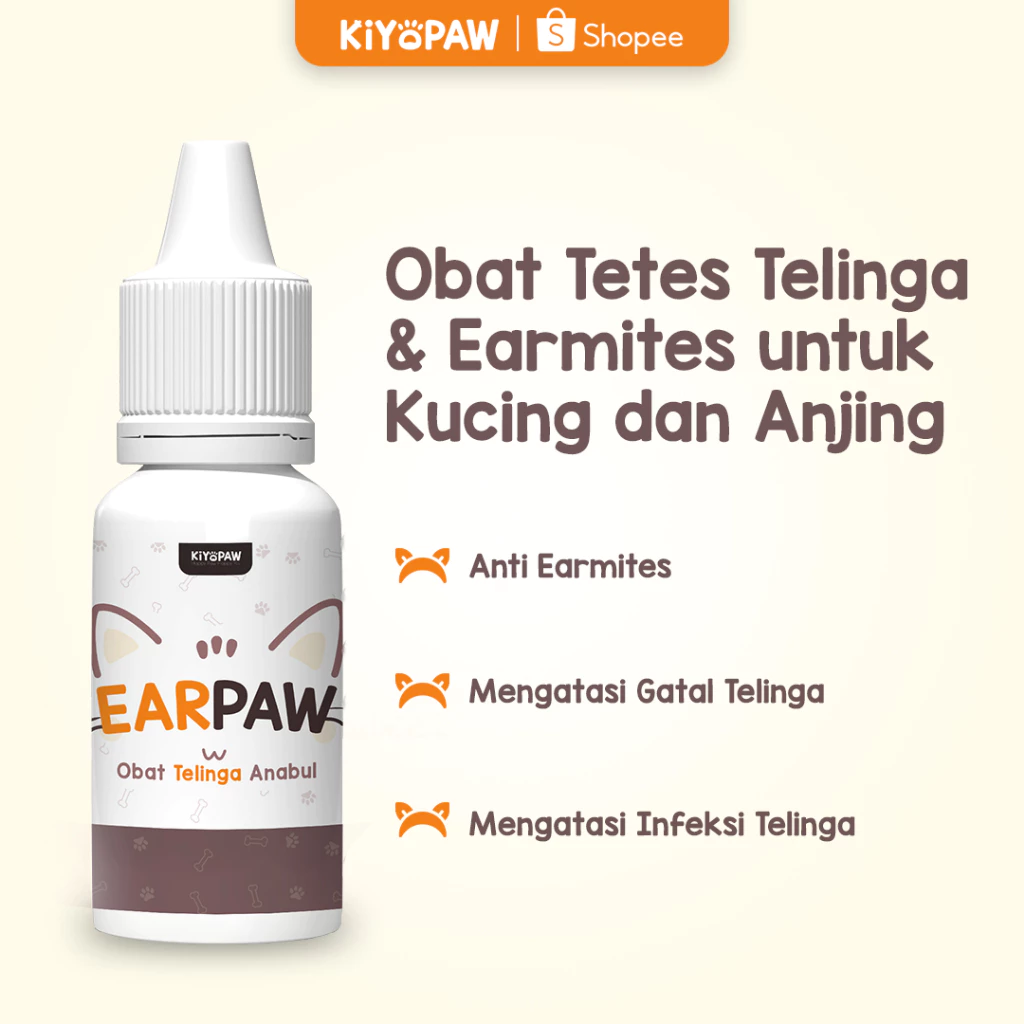 KiYoPAW | Shopee
Obat Tetes Telinga
& Earmites untuk
Kucing dan Anjing
Anti Earmites
Mengatasi Gatal Telinga
Mengatasi Infeksi Telinga
KiYoPAW
EARPAW
Obat Telinga Anabul